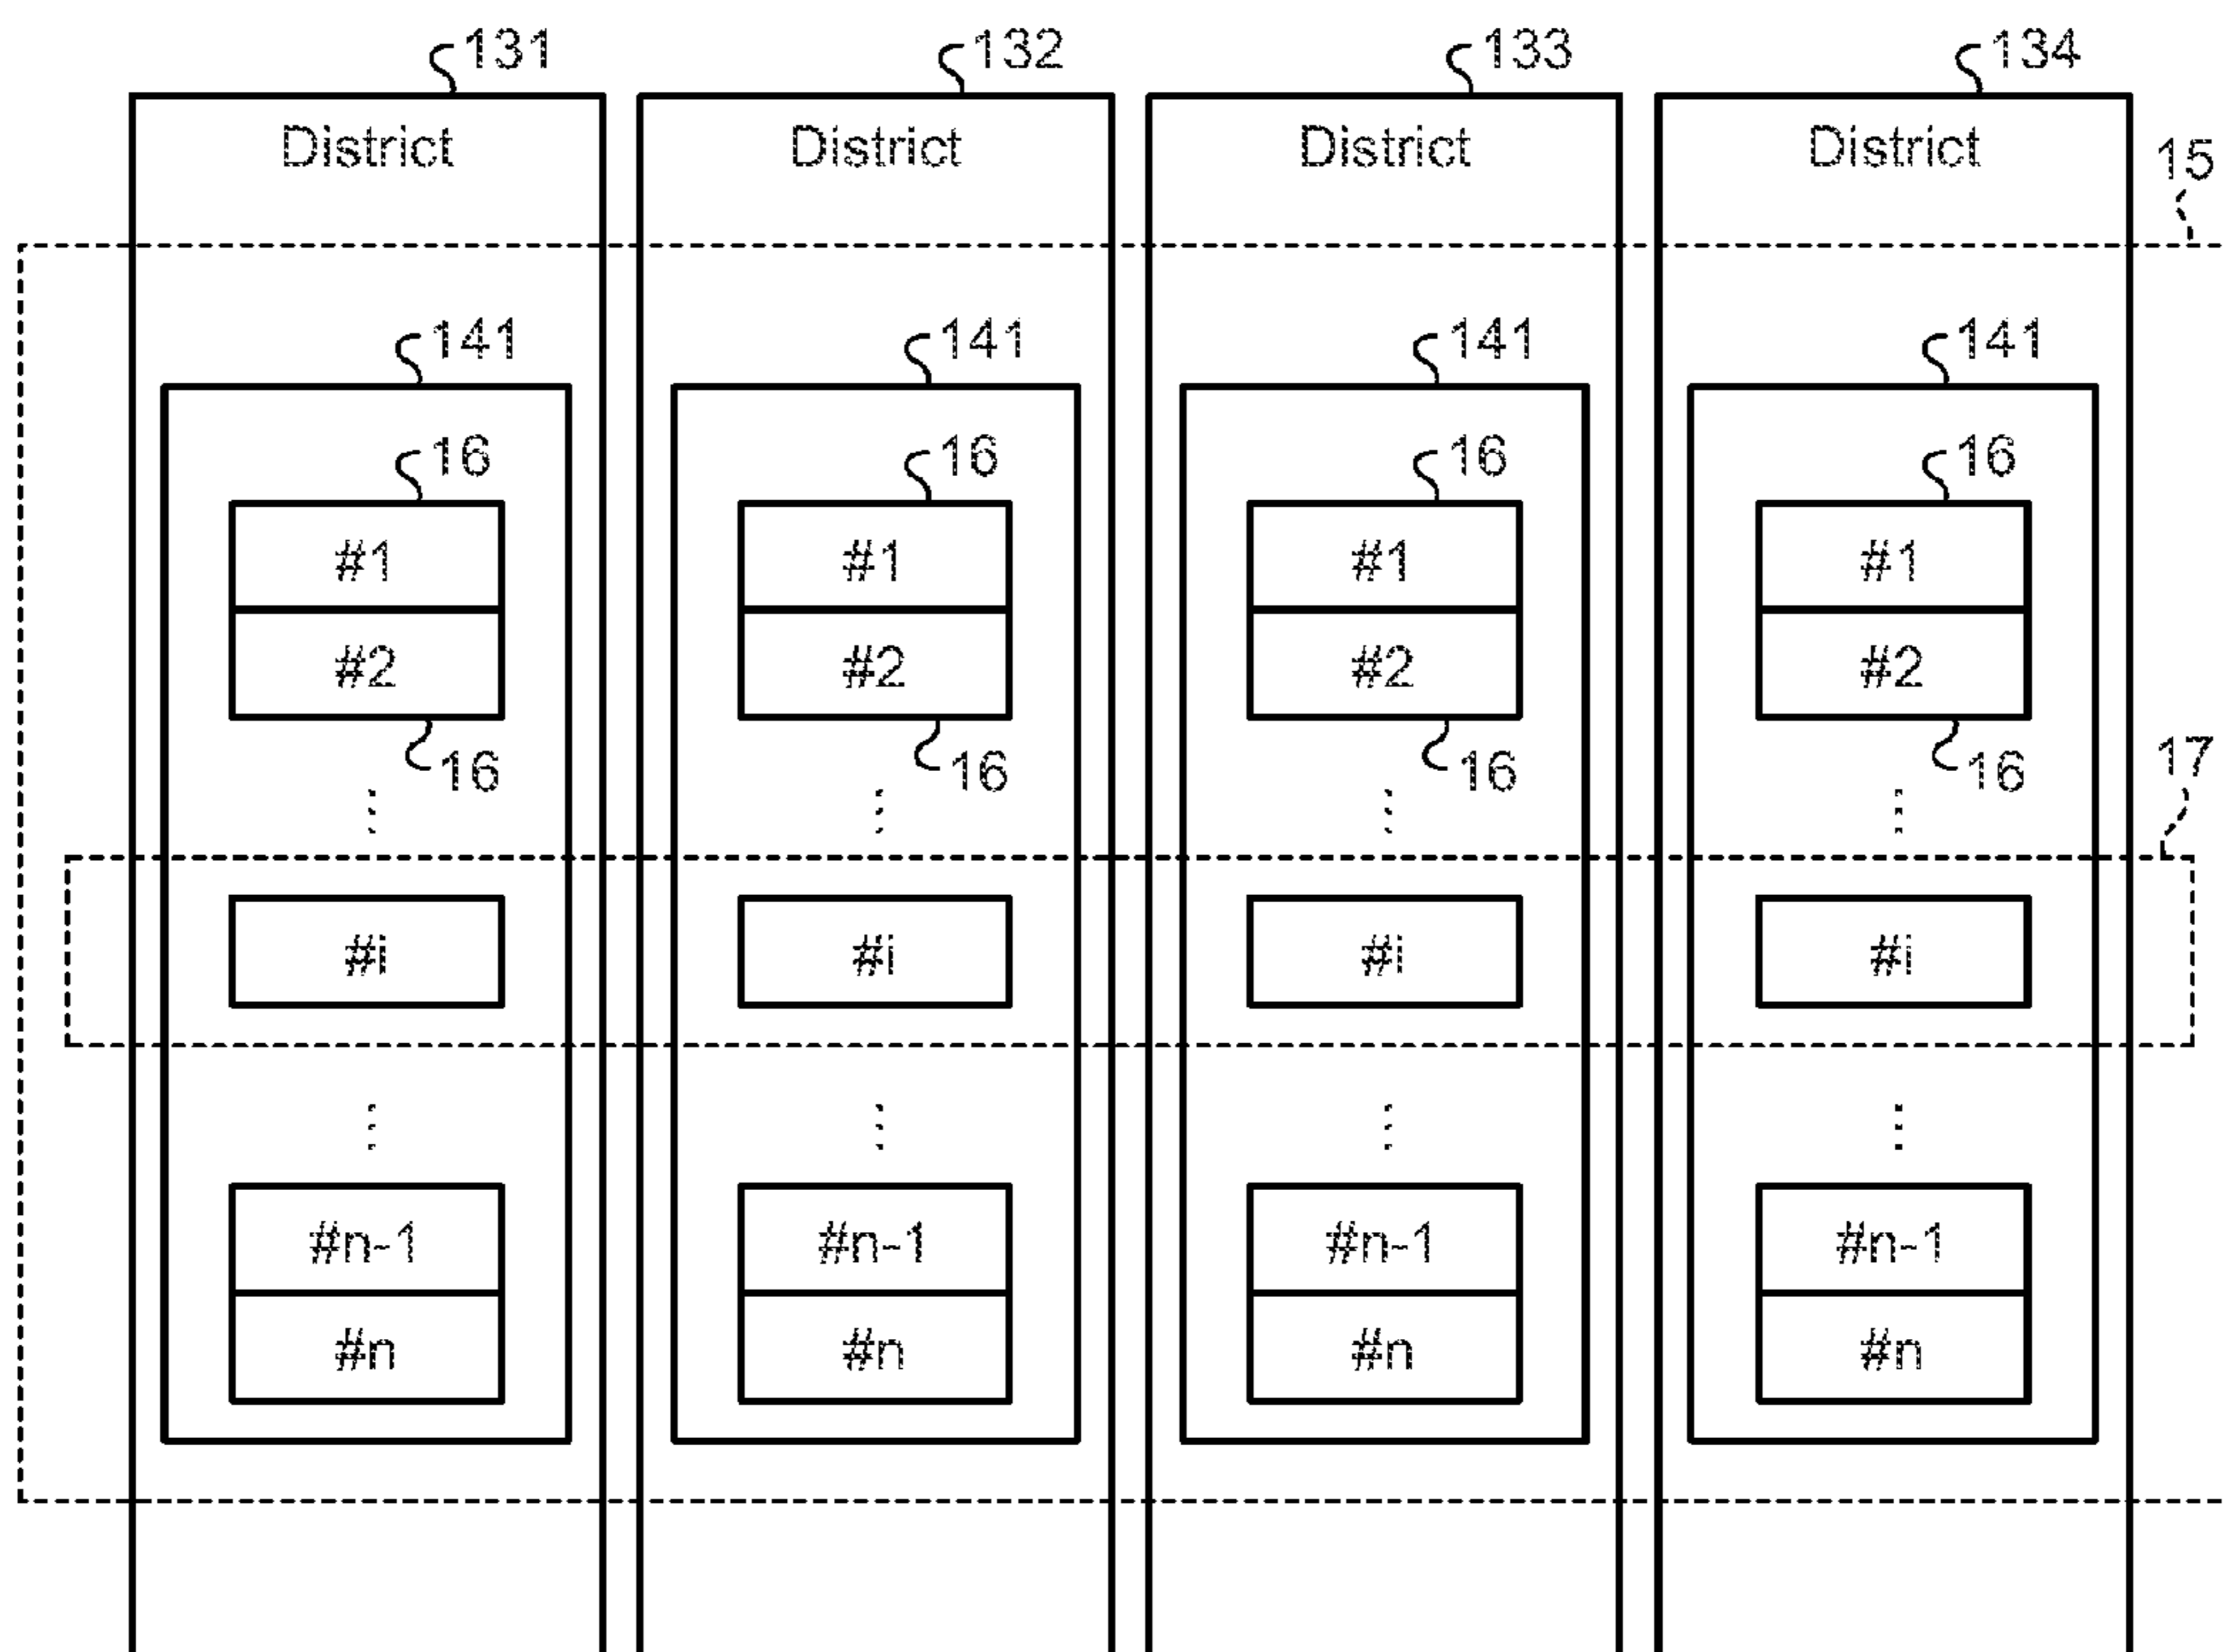 131 132 133 134
District District District District
15
141 141 141 141
16 16 16 16
#1 #1 #1 #1
#2 #2 #2 #2
16 16 16 16
17
⋮ ⋮ ⋮ ⋮
#i #i #i #i
⋮ ⋮ ⋮ ⋮
#n-1 #n-1 #n-1 #n-1
#n #n #n #n